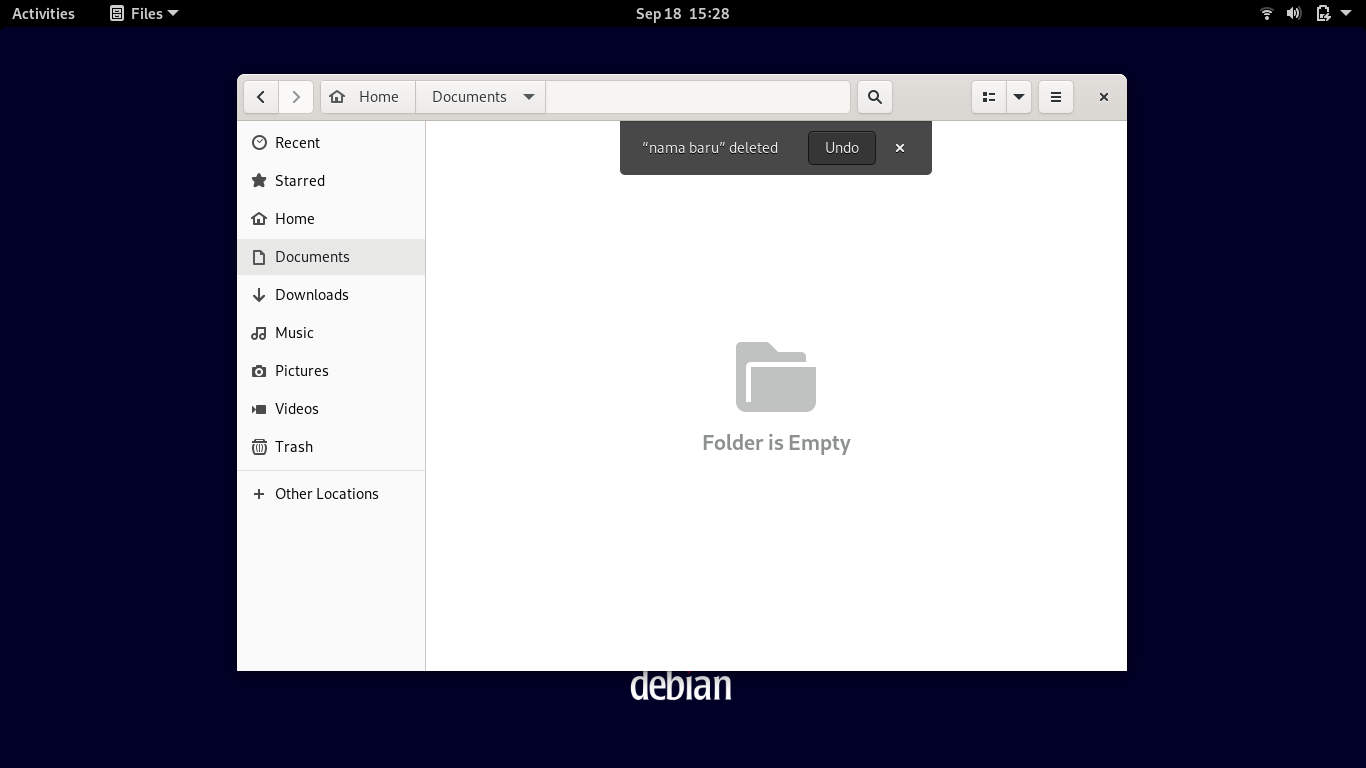 Activities Files Sep 18 15:28
Home Documents
Recent
Starred
Home
Documents
Downloads
Music
Pictures
Videos
Trash
Other Locations
“nama baru” deleted Undo
Folder is Empty
debian